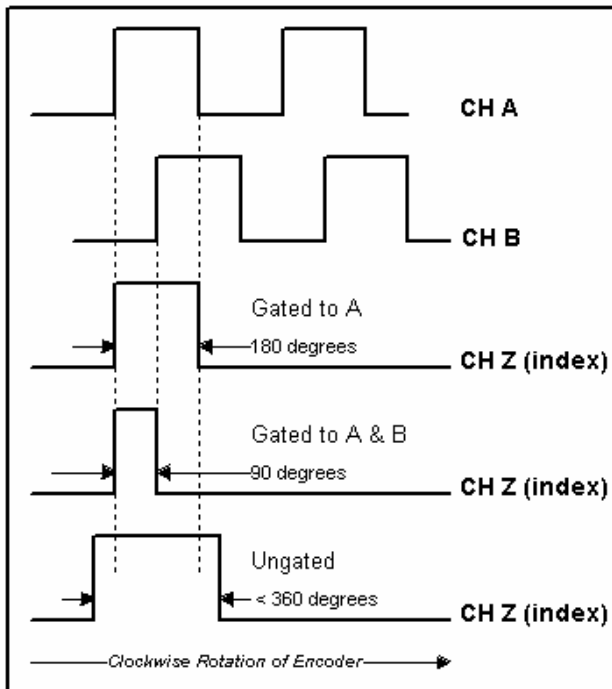 CH A
CH B
Gated to A
180 degrees
CH Z (index)
Gated to A & B
90 degrees
CH Z (index)
Ungated
< 360 degrees
CH Z (index)
Clockwise Rotation of Encoder